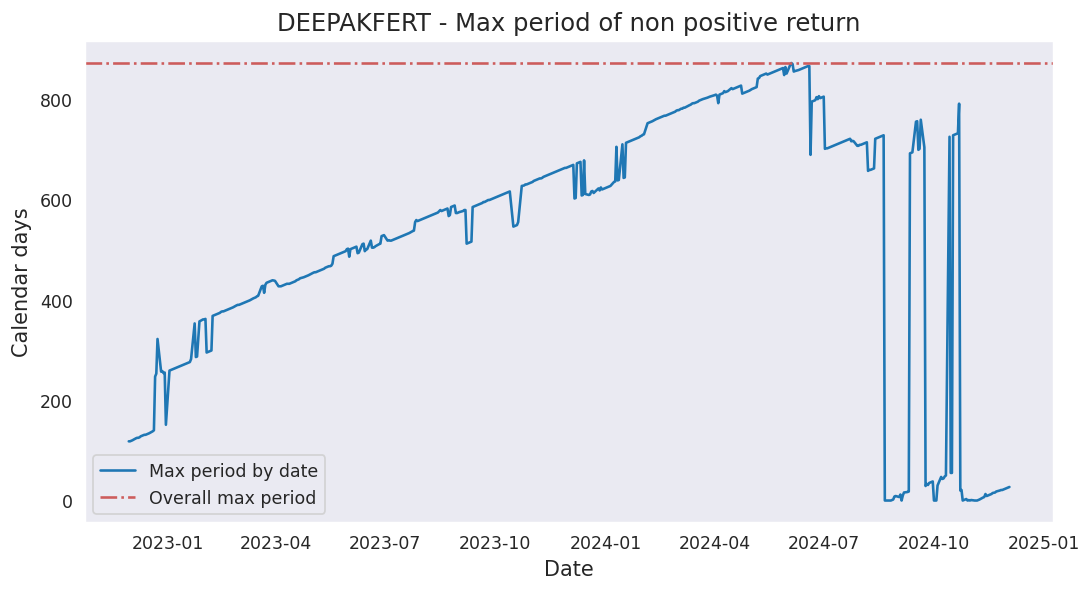 DEEPAKFERT - Max period of non positive return
Calendar days
800
600
400
200
0
Max period by date
Overall max period
2023-01 2023-04 2023-07 2023-10 2024-01 2024-04 2024-07 2024-10 2025-01
Date